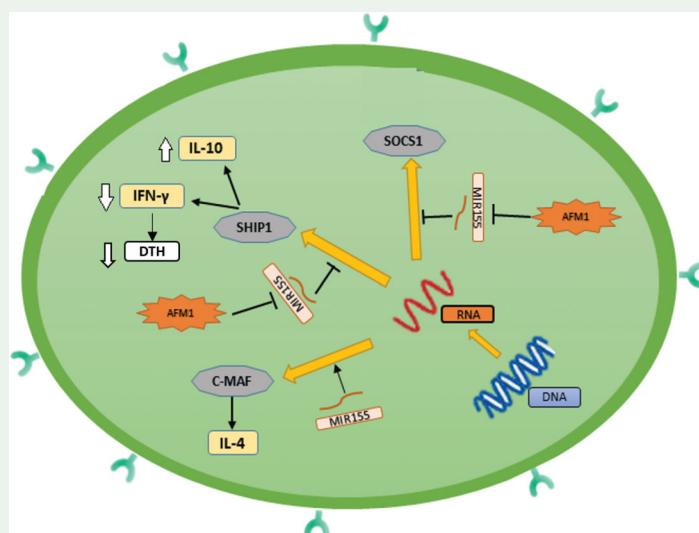 SOCS1
IL-10
MIR155
IFN-γ
AFM1
SHIP1
DTH
MIR155
AFM1
RNA
C-MAF
DNA
MIR155
IL-4